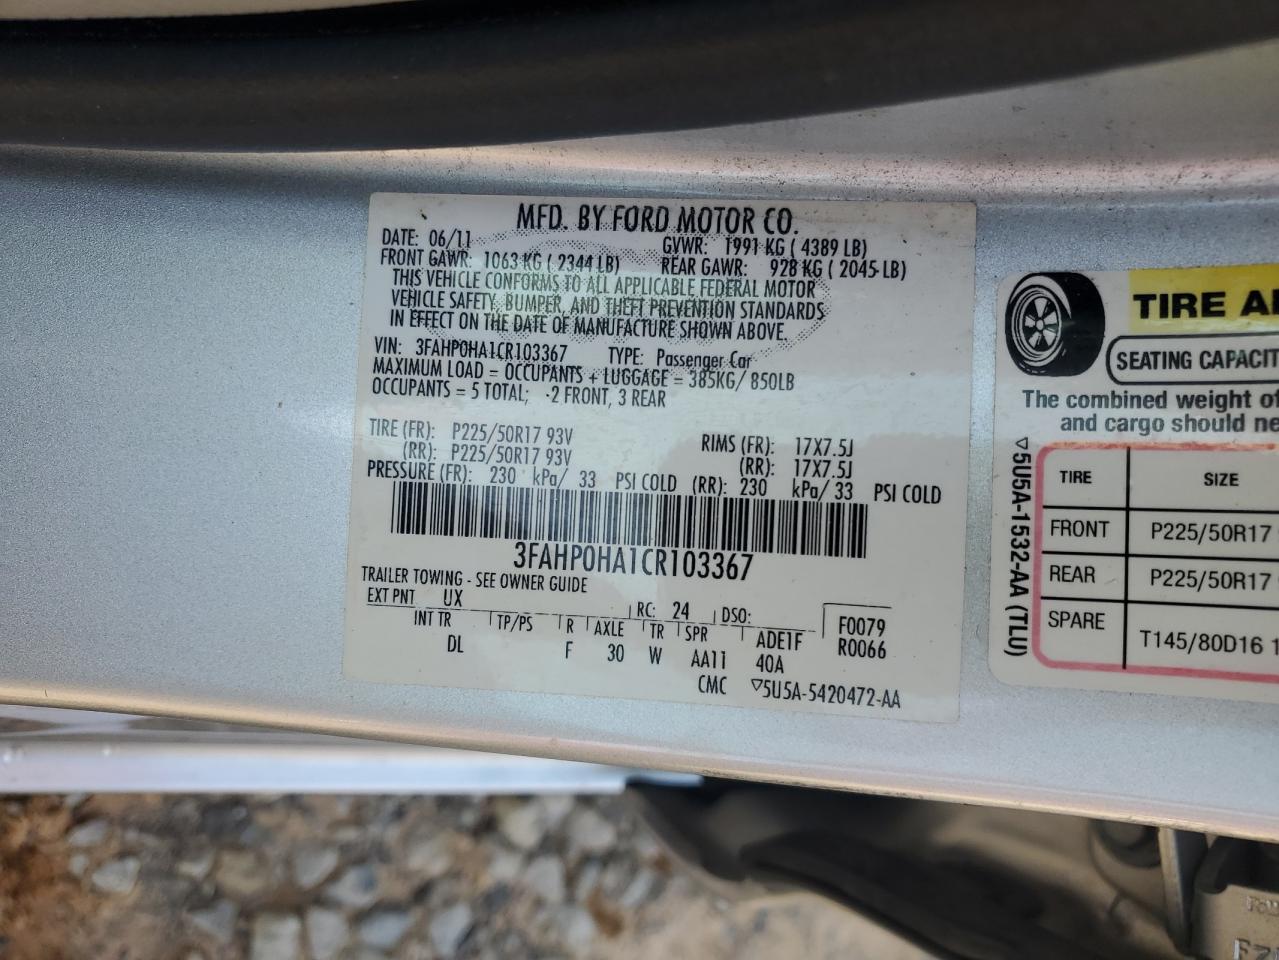 MFD. BY FORD MOTOR CO.
DATE: 06/11 GVWR: 1991 KG ( 4389 LB)
FRONT GAWR: 1063 KG ( 2344 LB) REAR GAWR: 928 KG ( 2045 LB)
THIS VEHICLE CONFORMS TO ALL APPLICABLE FEDERAL MOTOR
VEHICLE SAFETY, BUMPER, AND THEFT PREVENTION STANDARDS
IN EFFECT ON THE DATE OF MANUFACTURE SHOWN ABOVE.
VIN: 3FAHP0HA1CR103367 TYPE: Passenger Car
MAXIMUM LOAD = OCCUPANTS + LUGGAGE = 385KG/ 850LB
OCCUPANTS = 5 TOTAL; -2 FRONT, 3 REAR
TIRE (FR): P225/50R17 93V RIMS (FR): 17X7.5J
(RR): P225/50R17 93V (RR): 17X7.5J
PRESSURE (FR): 230 kPa/ 33 PSI COLD (RR): 230 kPa/ 33 PSI COLD
3FAHP0HA1CR103367
TRAILER TOWING - SEE OWNER GUIDE
EXT PNT UX RC: 24 DSO: F0079
INT TR TP/PS R AXLE TR SPR ADE1F R0066
DL F 30 W AA11 40A
CMC ▽5U5A-5420472-AA
TIRE
SEATING CAPACIT
The combined weight of
and cargo should
▽5U5A-1532-AA (TLU)
TIRE SIZE
FRONT P225/50R17
REAR P225/50R17
SPARE T145/80D16